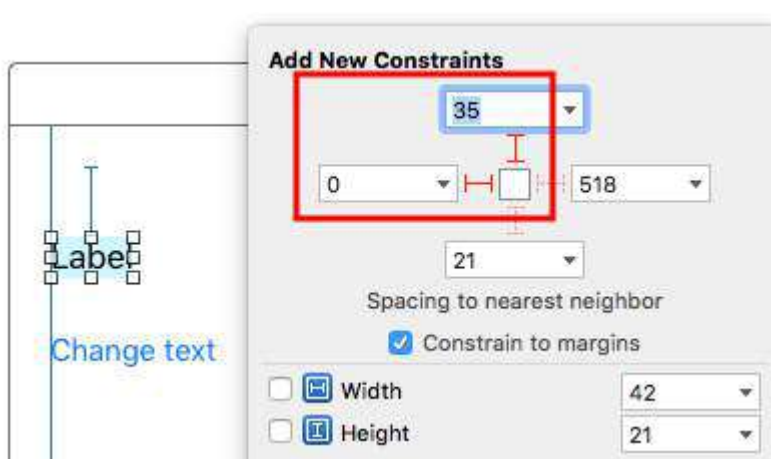 Add New Constraints
35
0
518
21
Label
Change text
Spacing to nearest neighbor
Constrain to margins
Width 42
Height 21